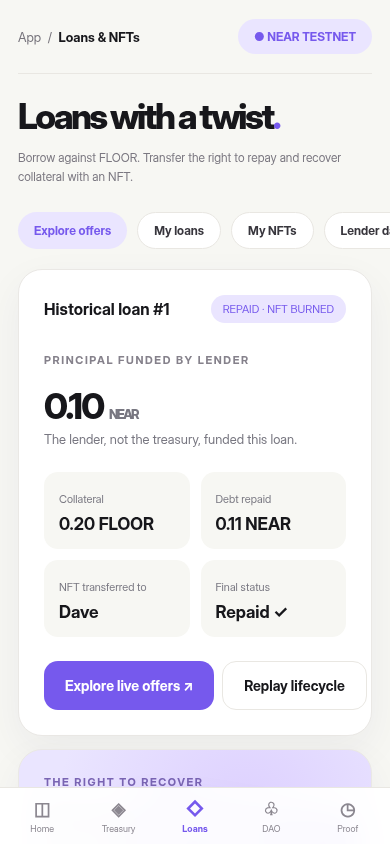 App / Loans & NFTs
NEAR TESTNET
Loans with a twist.
Borrow against FLOOR. Transfer the right to repay and recover
collateral with an NFT.
Explore offers
My loans
My NFTs
Lender da
Historical loan #1
REPAID · NFT BURNED
PRINCIPAL FUNDED BY LENDER
0.10 NEAR
The lender, not the treasury, funded this loan.
Collateral
0.20 FLOOR
Debt repaid
0.11 NEAR
NFT transferred to
Dave
Final status
Repaid ✓
Explore live offers ↗
Replay lifecycle
THE RIGHT TO RECOVER
Home
Treasury
Loans
DAO
Proof